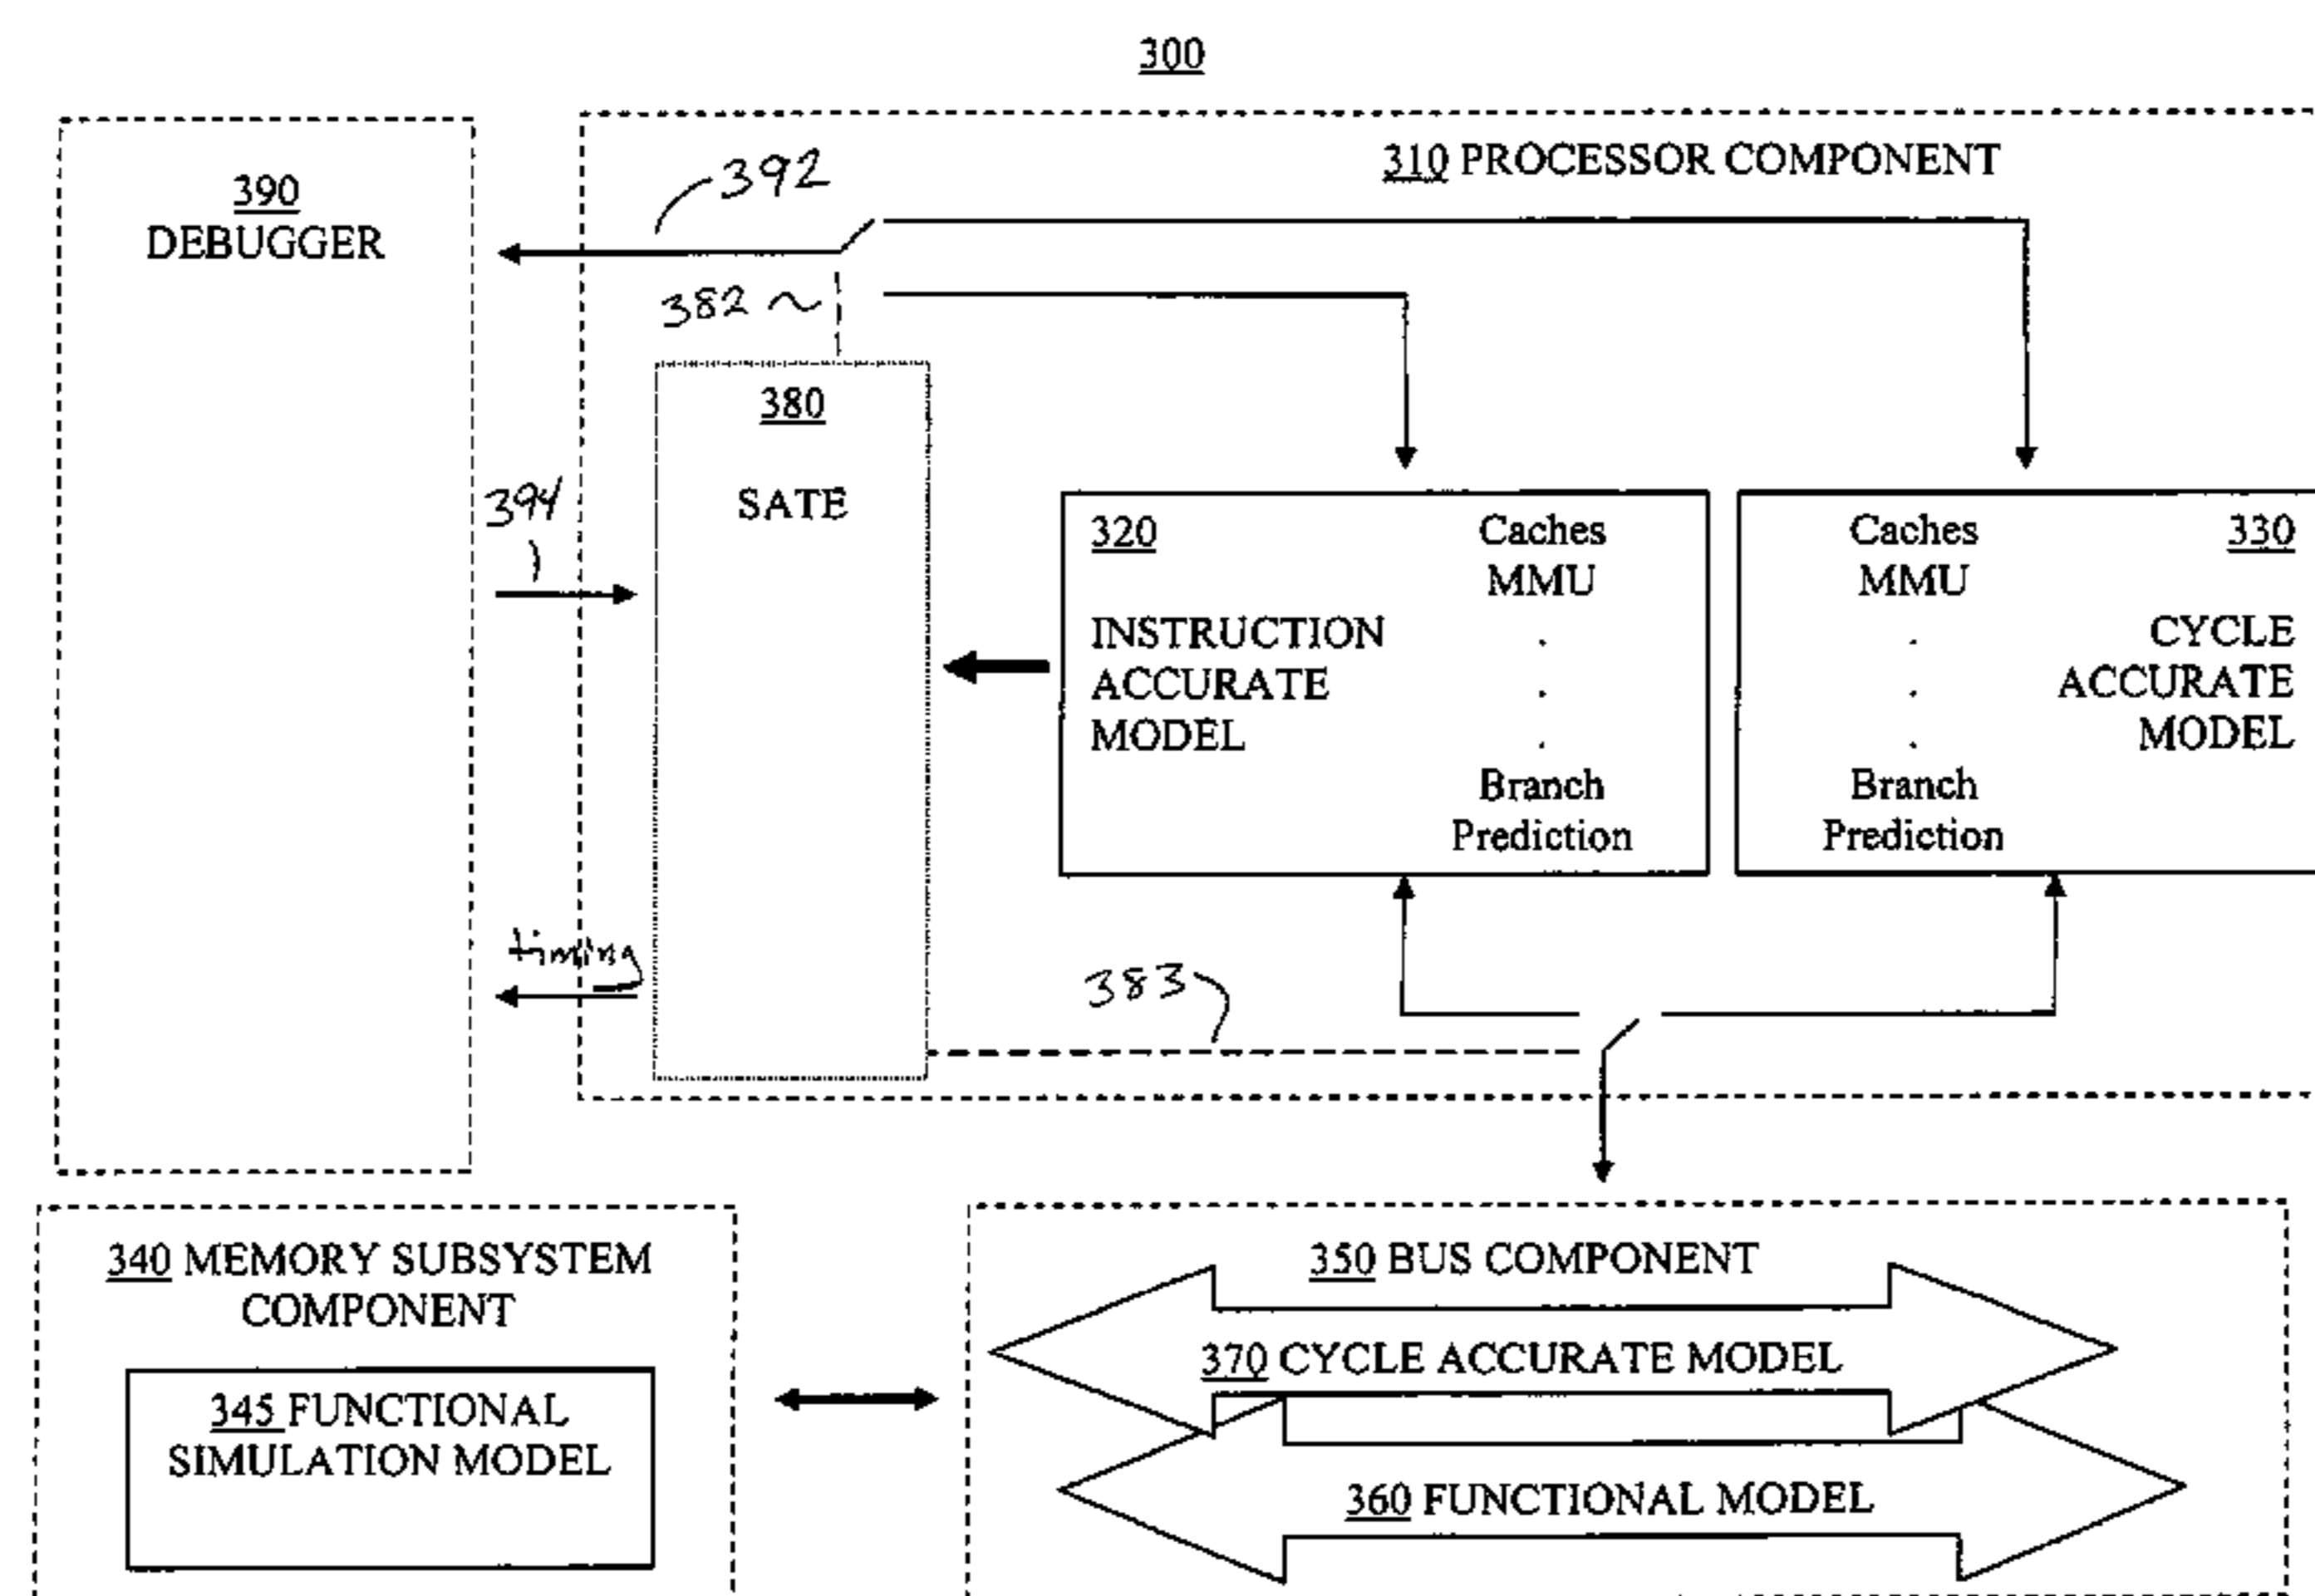 300
310 PROCESSOR COMPONENT
390
DEBUGGER
392
382
380
SATE
394
320
INSTRUCTION
ACCURATE
MODEL
Caches
MMU
.
.
.
Branch
Prediction
Caches
MMU
.
.
.
Branch
Prediction
330
CYCLE
ACCURATE
MODEL
timing
383
340 MEMORY SUBSYSTEM
COMPONENT
345 FUNCTIONAL
SIMULATION MODEL
350 BUS COMPONENT
370 CYCLE ACCURATE MODEL
360 FUNCTIONAL MODEL